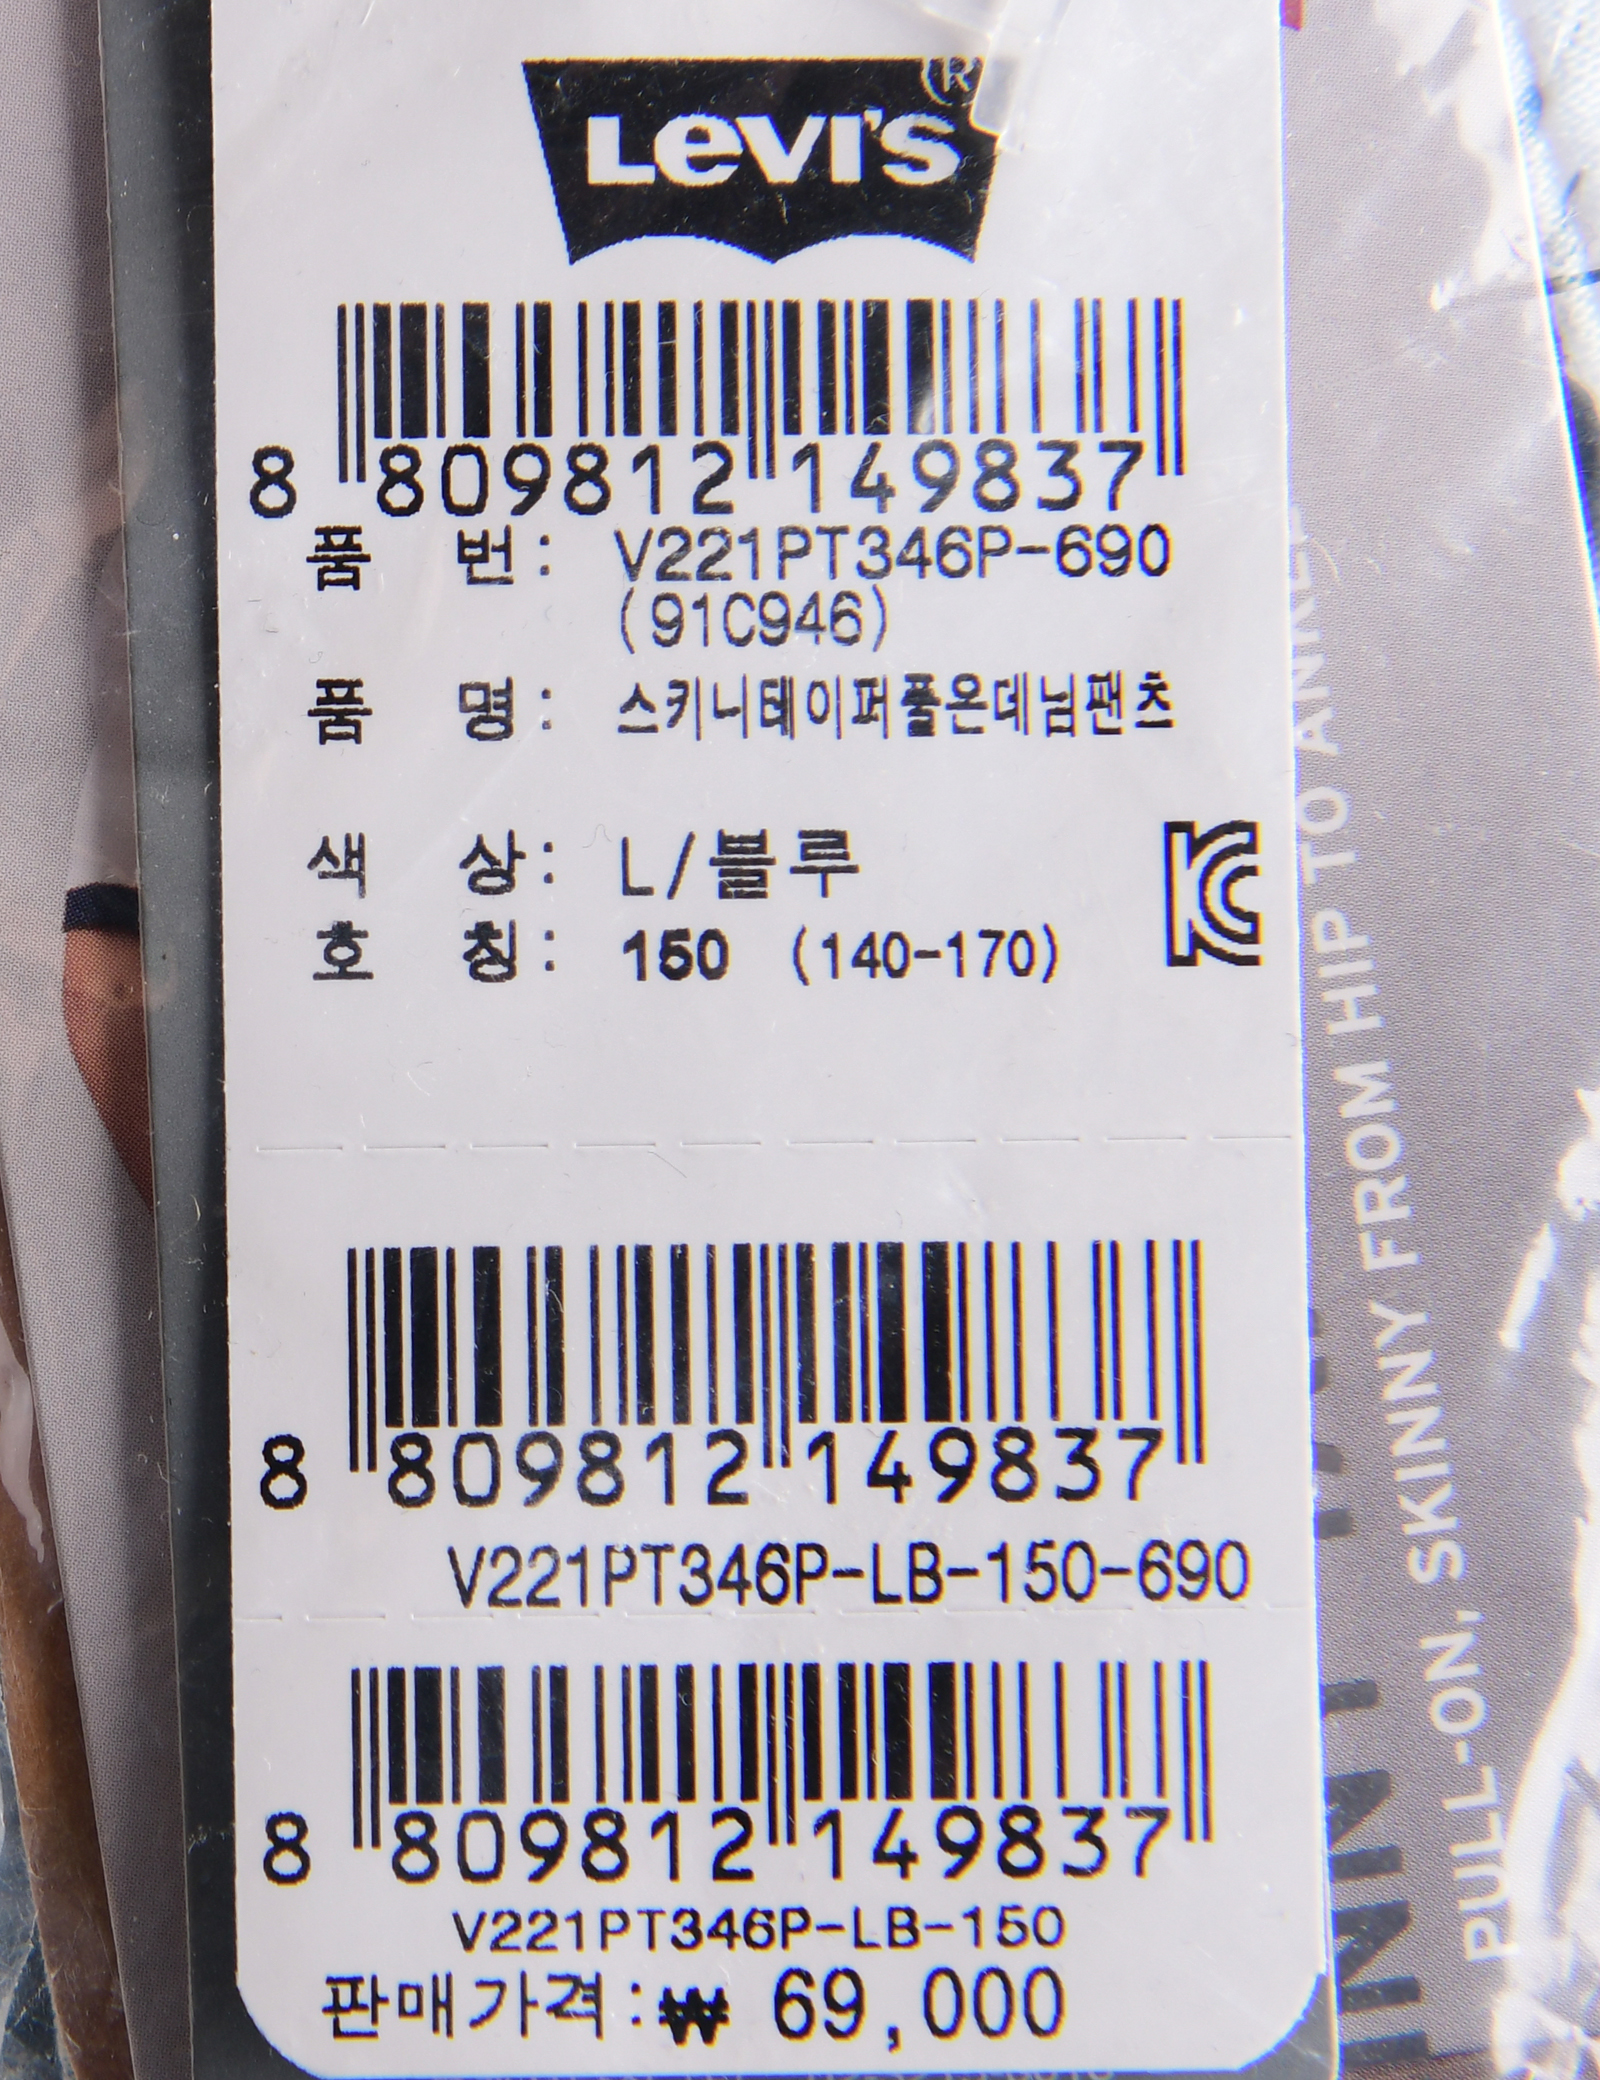 Levi's®
8 809812 149837
품 번: V221PT346P-690
(91C946)
품 명: 스키니테이퍼풀온데님팬츠
색 상: L/블루
호 칭: 150 (140-170)
8 809812 149837
V221PT346P-LB-150-690
8 809812 149837
V221PT346P-LB-150
판매가격:₩ 69,000
PULL-ON, SKINNY FROM HIP TO